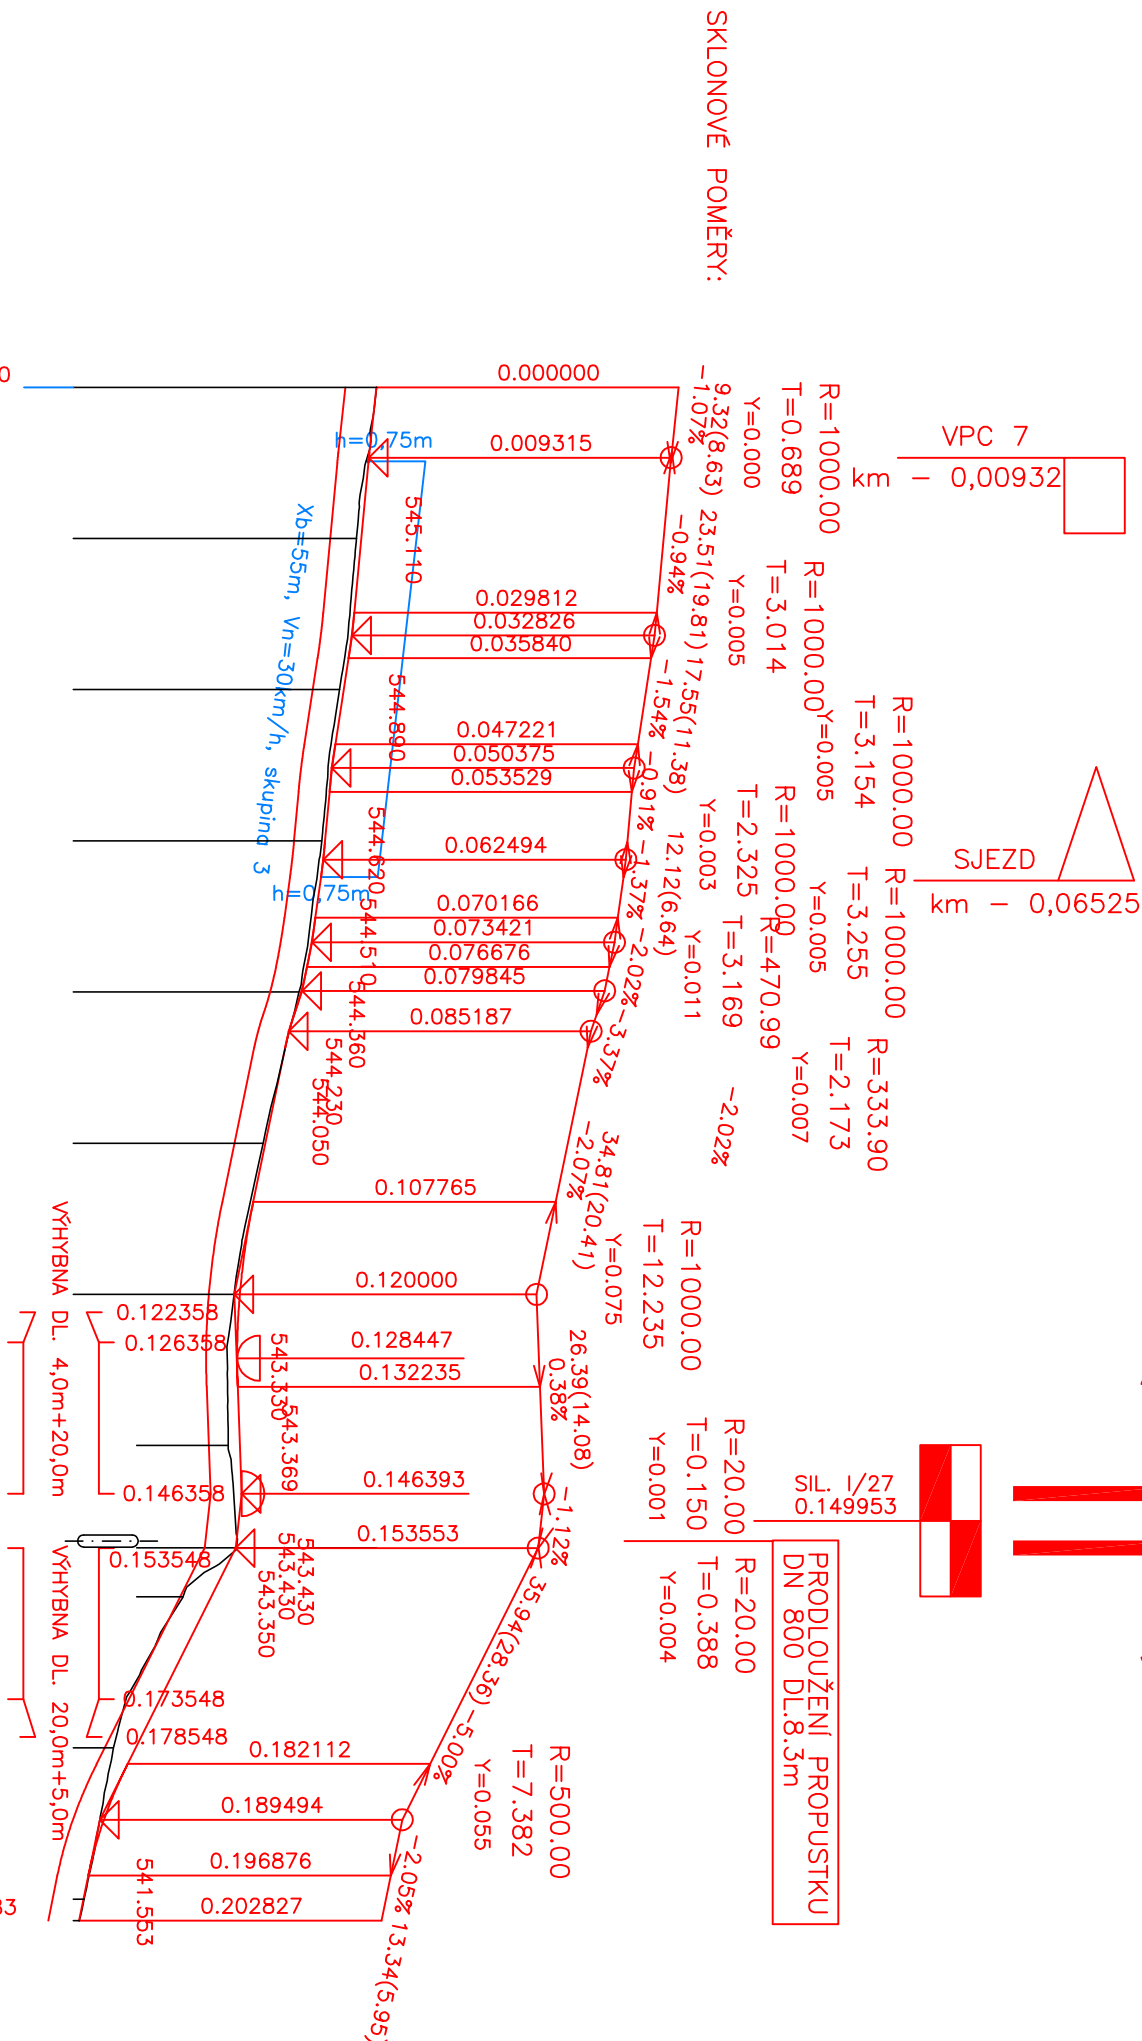 SKLONOVÉ POMĚRY:
0.000000
0.009315
0.029812
0.032826
0.035840
0.047221
0.050375
0.053529
0.062494
0.070166
0.073421
0.076676
0.079845
0.085187
0.107765
0.120000
0.128447
0.132235
0.146393
0.153553
0.182112
0.189494
0.196876
0.202827
-1.07%
9.32(8.63)
-0.94%
23.51(19.81)
-1.54%
17.55(11.38)
-0.91%
-1.37%
12.12(6.64)
-2.02%
-3.37%
-2.02%
-2.07%
34.81(20.41)
0.38%
26.39(14.08)
-1.12%
35.94(28.36)
-5.00%
-2.05%
13.34(5.95)
R=1000.00
T=0.689
Y=0.000
R=1000.00
T=3.014
Y=0.005
R=1000.00
T=3.154
Y=0.005
R=1000.00
T=2.325
Y=0.003
R=1000.00
T=3.255
Y=0.005
R=470.99
T=3.169
Y=0.011
R=333.90
T=2.173
Y=0.007
R=1000.00
T=12.235
Y=0.075
R=20.00
T=0.150
Y=0.001
R=20.00
T=0.388
Y=0.004
R=500.00
T=7.382
Y=0.055
VPC 7
km - 0,00932
SJEZD
km - 0,06525
SIL. I/27
0.149953
PRODLOUŽENÍ PROPUSTKU
DN 800 DL.8.3m
h=0,75m
h=0,75m
Xb=55m, Vn=30km/h, skupina 3
545.110
544.890
544.620
544.510
544.360
544.230
544.050
543.330
543.369
543.430
543.430
543.350
541.553
0.122358
0.126358
0.146358
0.153548
0.173548
0.178548
VÝHYBNA DL. 4,0m+20,0m
VÝHYBNA DL. 20,0m+5,0m